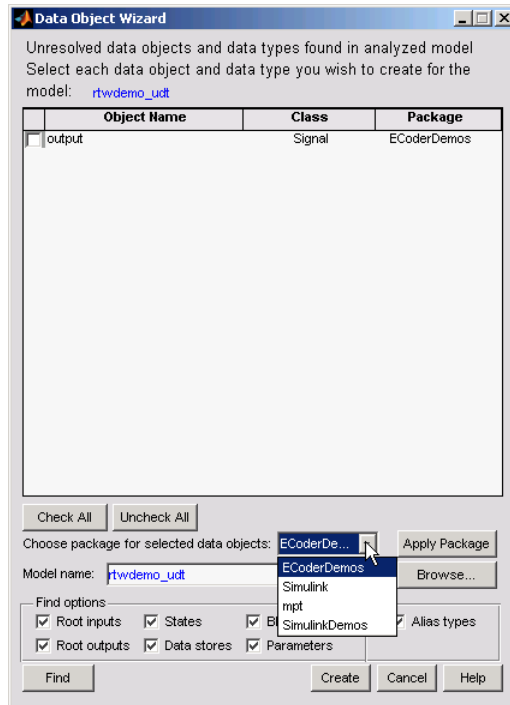 Data Object Wizard
Unresolved data objects and data types found in analyzed model
Select each data object and data type you wish to create for the
model: rtwdemo_udt
Object Name Class Package
output Signal ECoderDemos
Check All Uncheck All
Choose package for selected data objects: ECoderDe... Apply Package
ECoderDemos
Simulink
mpt
SimulinkDemos
Model name: rtwdemo_udt Browse...
Find options
Root inputs States Alias types
Root outputs Data stores Parameters
Find Create Cancel Help